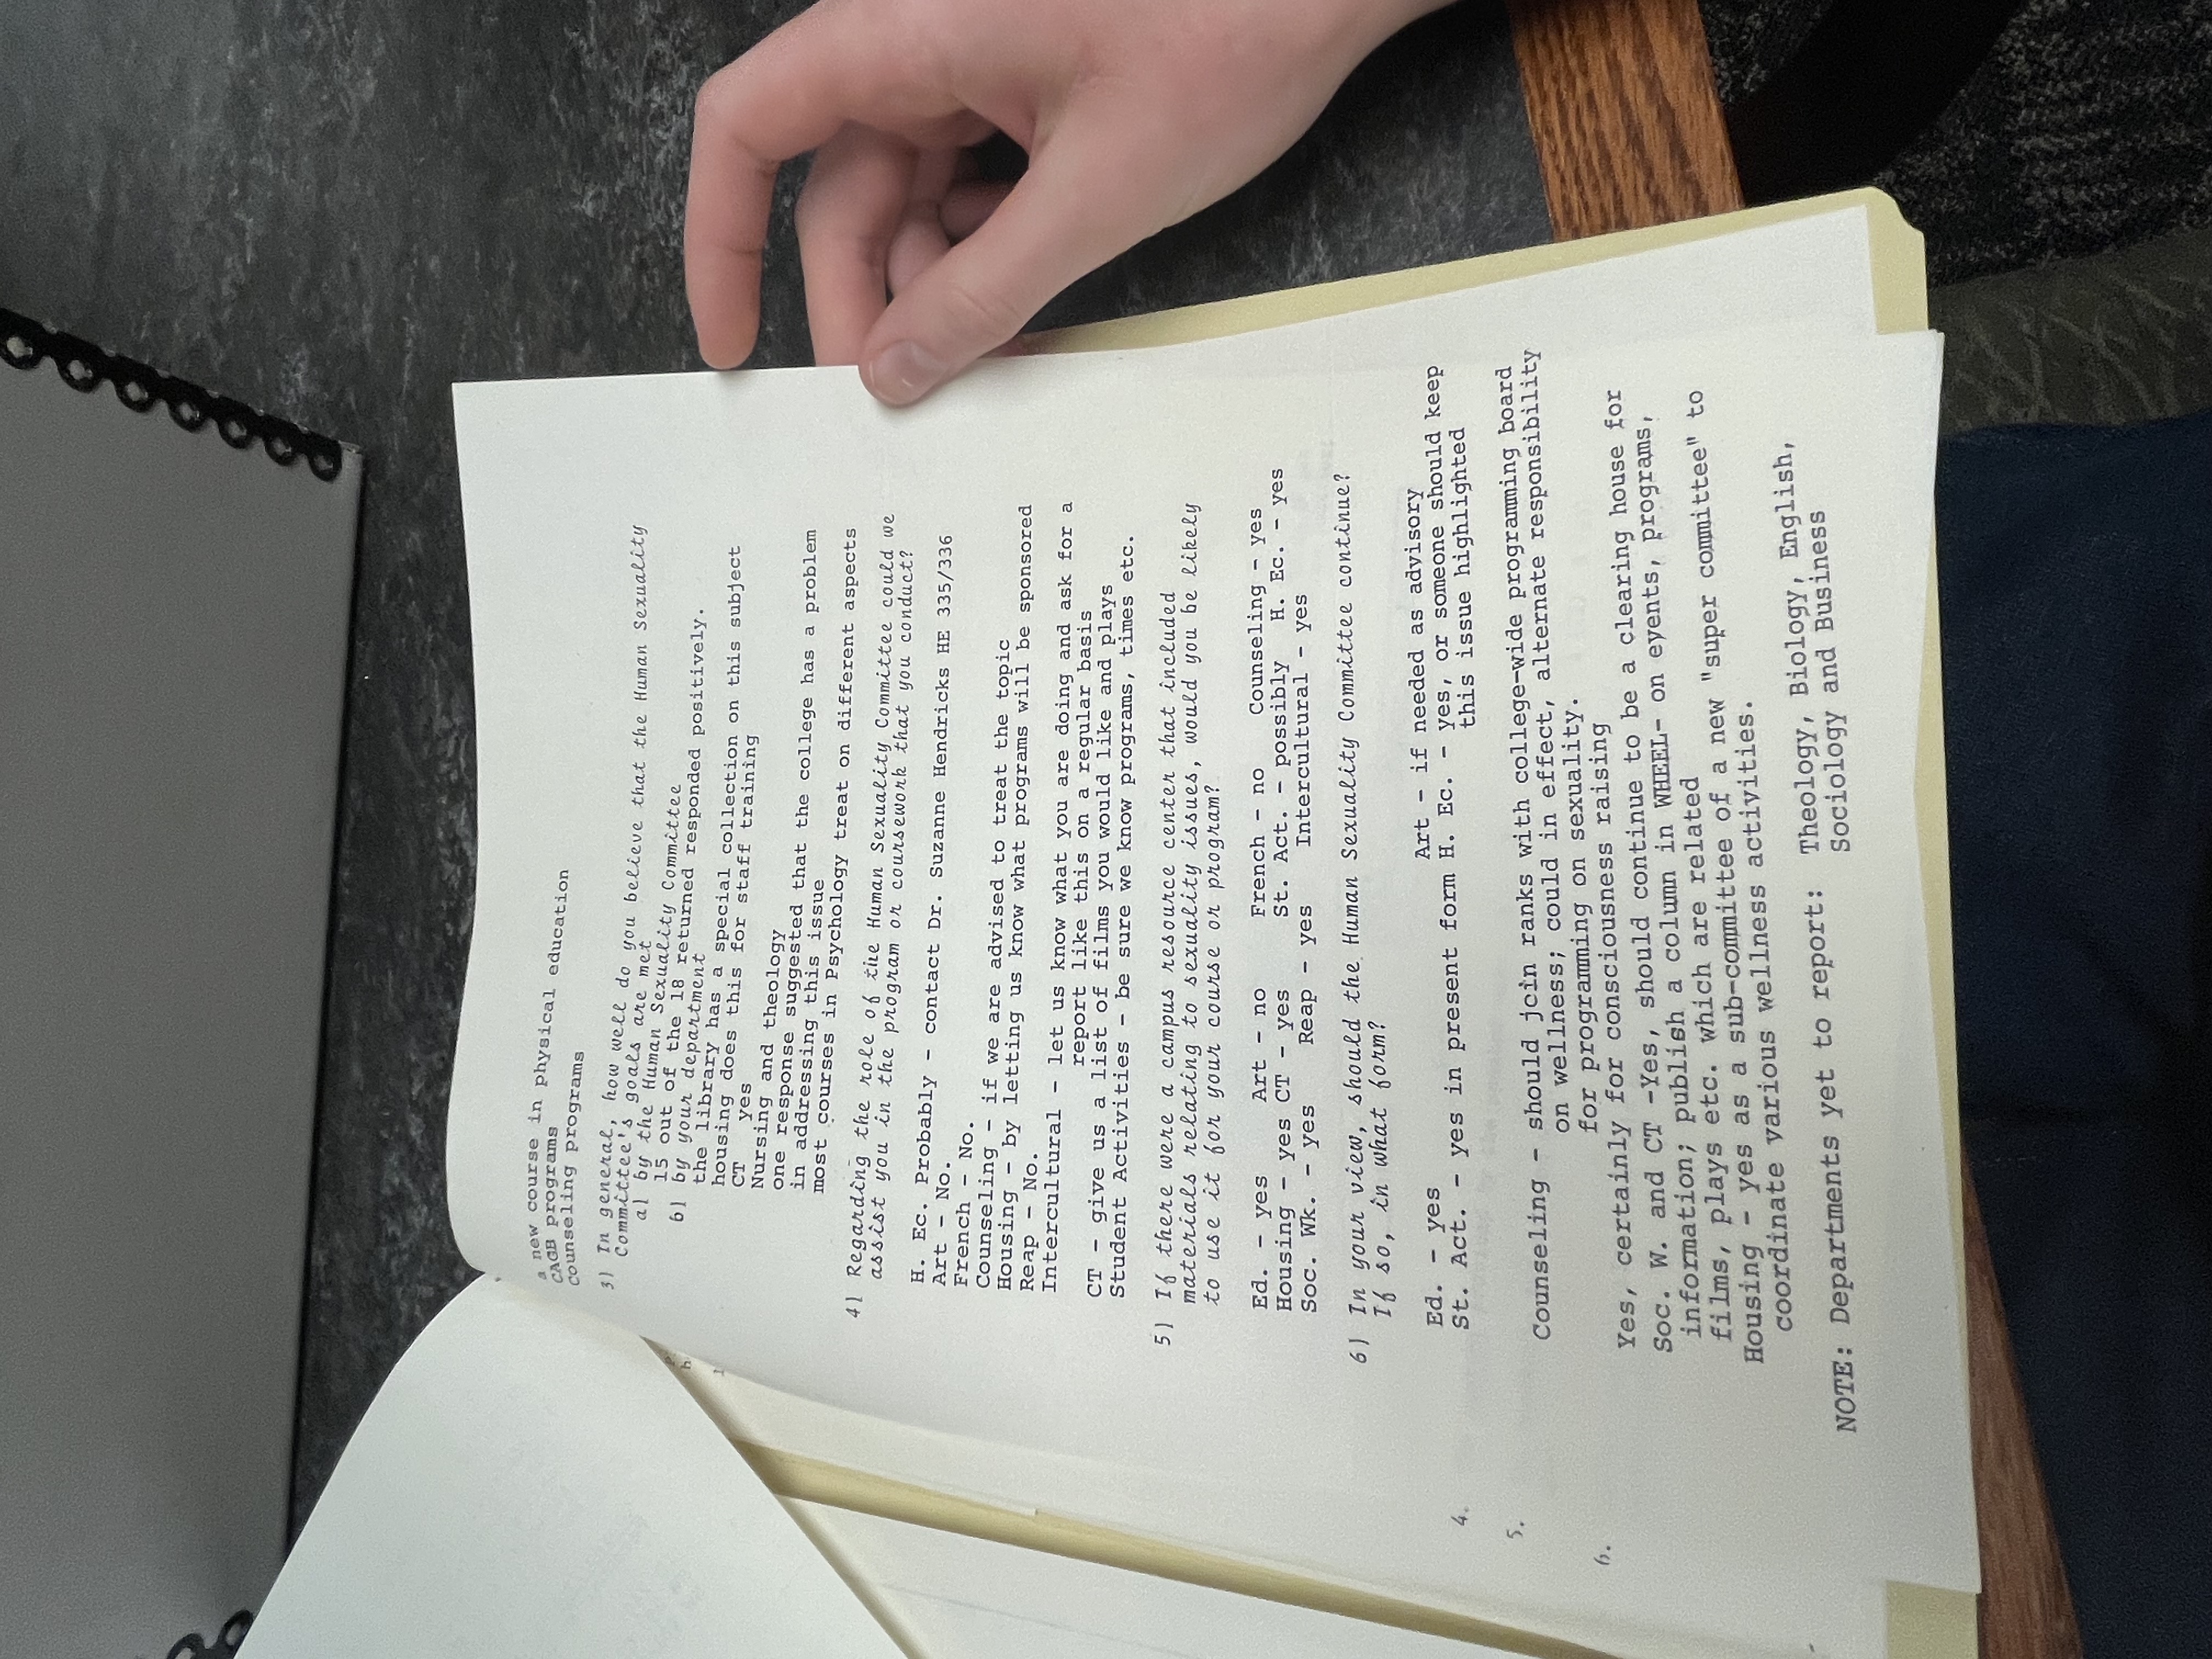 a new course in physical education
CAGB programs
counseling programs
3) In general, how well do you believe that the Human Sexuality
Committee's goals are met
a) by the Human Sexuality Committee
15 out of the 18 returned responded positively.
b) by your department
the library has a special collection on this subject
housing does this for staff training
CT yes
Nursing and theology
one response suggested that the college has a problem
in addressing this issue
most courses in Psychology treat on different aspects
4) Regarding the role of the Human Sexuality Committee could we
assist you in the program or coursework that you conduct?
H. Ec. Probably - contact Dr. Suzanne Hendricks HE 335/336
Art - No.
French - No.
Counseling - if we are advised to treat the topic
Housing - by letting us know what programs will be sponsored
Reap - No.
Intercultural - let us know what you are doing and ask for a
report like this on a regular basis
CT - give us a list of films you would like and plays
Student Activities - be sure we know programs, times etc.
5) If there were a campus resource center that included
materials relating to sexuality issues, would you be likely
to use it for your course or program?
Ed. - yes Art - no French - no Counseling - yes
Housing - yes CT - yes St. Act. - possibly H. Ec. - yes
Soc. Wk. - yes Reap - yes Intercultural - yes
6) In your view, should the Human Sexuality Committee continue?
If so, in what form?
Ed. - yes Art - if needed as advisory
St. Act. - yes in present form H. Ec. - yes, or someone should keep
this issue highlighted
Counseling - should join ranks with college-wide programming board
on wellness; could in effect, alternate responsibility
for programming on sexuality.
Yes, certainly for consciousness raising
Soc. W. and CT -Yes, should continue to be a clearing house for
information; publish a column in WHEEL- on events, programs,
films, plays etc. which are related
Housing - yes as a sub-committee of a new "super committee" to
coordinate various wellness activities.
NOTE: Departments yet to report: Theology, Biology, English,
Sociology and Business
4.
5.
6.